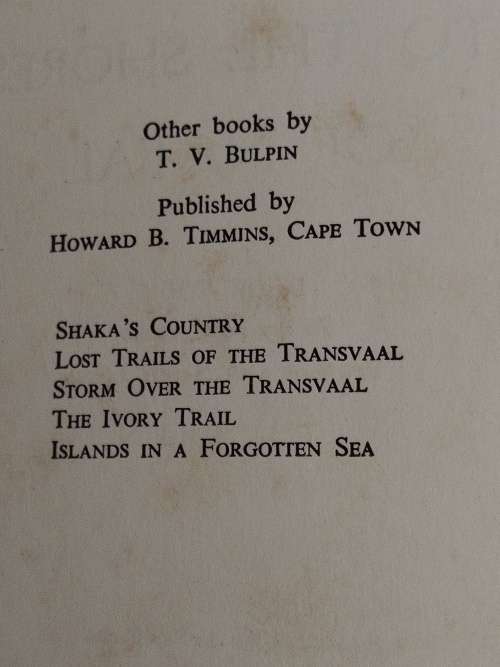 Other books by
T. V. BULPIN
Published by
HOWARD B. TIMMINS, CAPE TOWN
SHAKA'S COUNTRY
LOST TRAILS OF THE TRANSVAAL
STORM OVER THE TRANSVAAL
THE IVORY TRAIL
ISLANDS IN A FORGOTTEN SEA